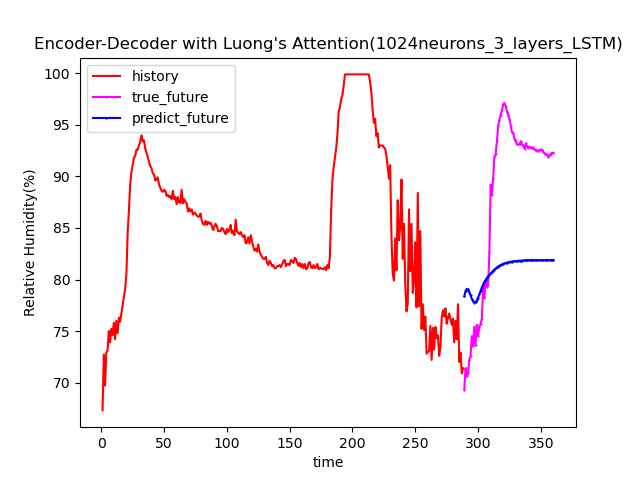 Encoder-Decoder with Luong's Attention(1024neurons_3_layers_LSTM)
history
true_future
predict_future
Relative Humidity(%)
100
95
90
85
80
75
70
0 50 100 150 200 250 300 350
time